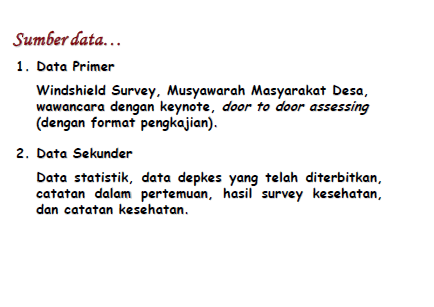 Sumber data...
1. Data Primer
Windshield Survey, Musyawarah Masyarakat Desa,
wawancara dengan keynote, door to door assessing
(dengan format pengkajian).
2. Data Sekunder
Data statistik, data depkes yang telah diterbitkan,
catatan dalam pertemuan, hasil survey kesehatan,
dan catatan kesehatan.